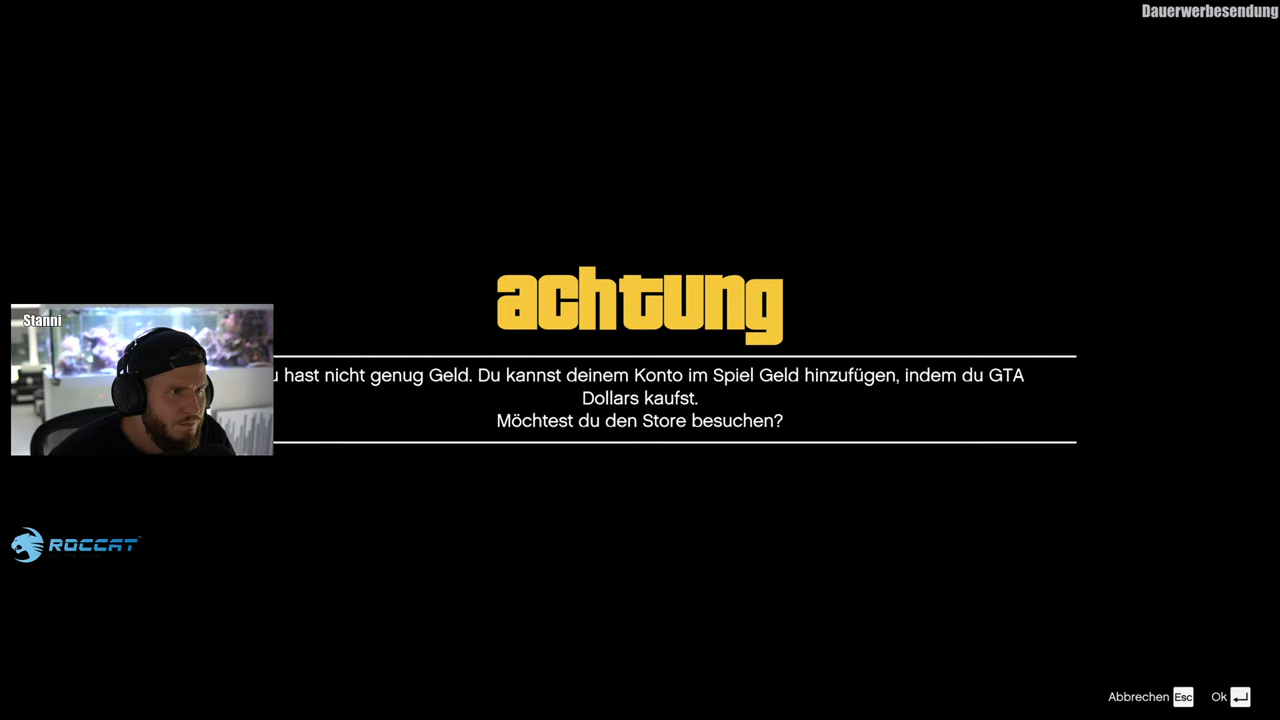 Dauerwerbesendung
achtung
Stanni
hast nicht genug Geld. Du kannst deinem Konto im Spiel Geld hinzufügen, indem du GTA
Dollars kaufst.
Möchtest du den Store besuchen?
ROCCAT
Abbrechen Esc Ok